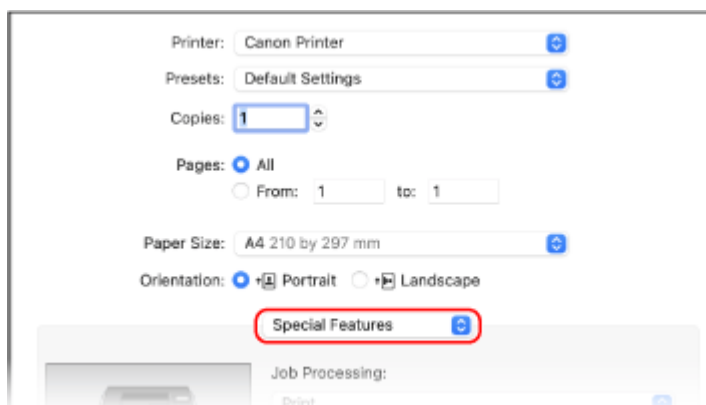 Printer: Canon Printer
Presets: Default Settings
Copies: 1
Pages: All
From: 1 to: 1
Paper Size: A4 210 by 297 mm
Orientation: Portrait Landscape
Special Features
Job Processing:
Print